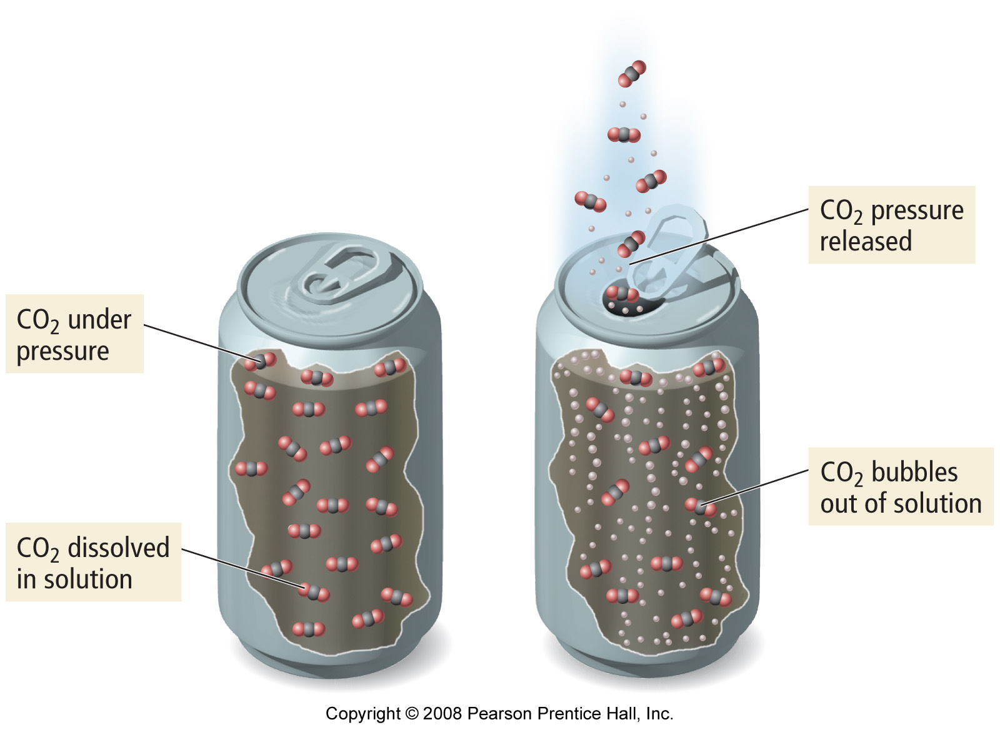 CO2 pressure
released
CO2 under
pressure
CO2 bubbles
out of solution
CO2 dissolved
in solution
Copyright © 2008 Pearson Prentice Hall, Inc.